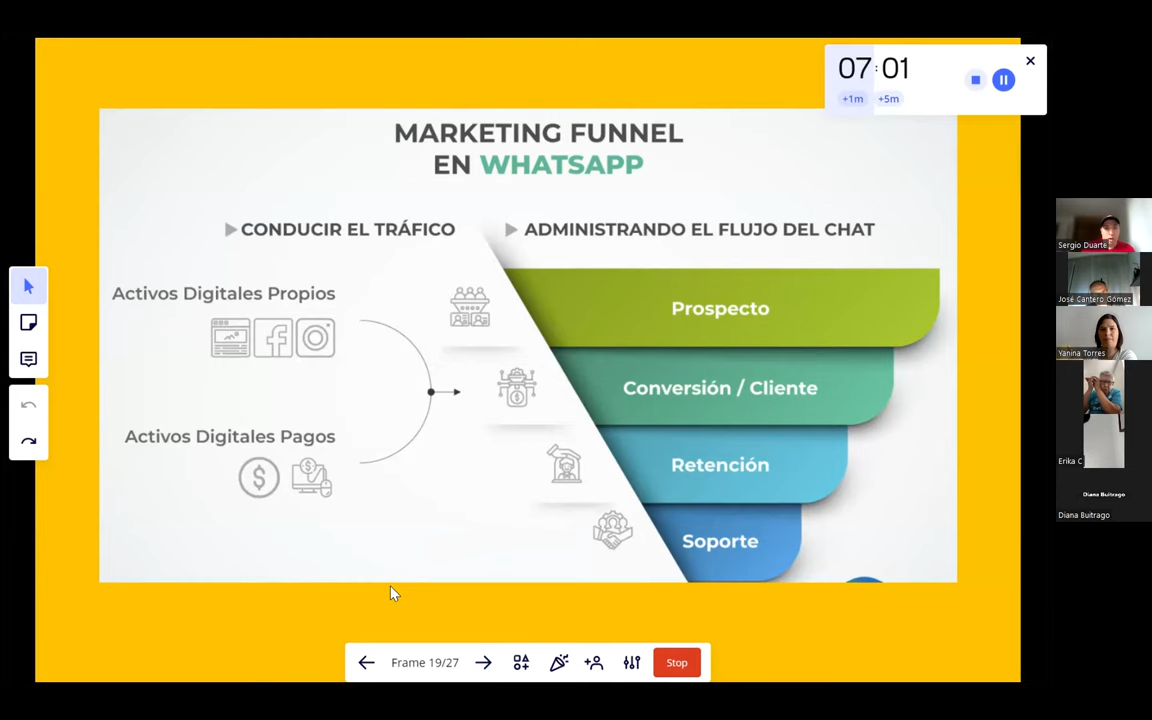 07:01
+1m +5m
MARKETING FUNNEL
EN WHATSAPP
CONDUCIR EL TRÁFICO
ADMINISTRANDO EL FLUJO DEL CHAT
Activos Digitales Propios
Activos Digitales Pagos
Prospecto
Conversión / Cliente
Retención
Soporte
Sergio Duarte
José Cantero Gómez
Yanina Torres
Erika C
Diana Buitrago
Diana Buitrago
Frame 19/27
Stop